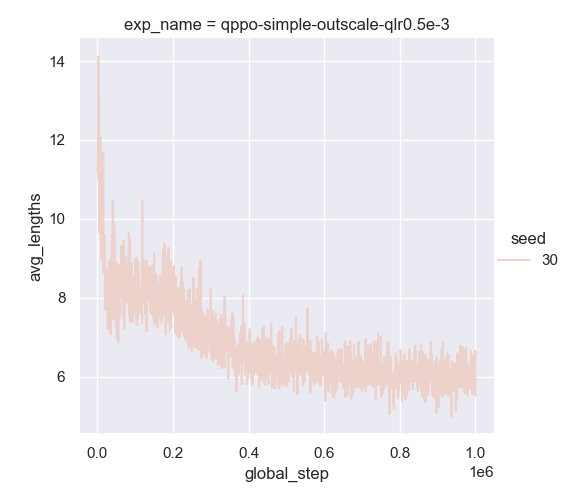 exp_name = qppo-simple-outscale-qlr0.5e-3
14
12
10
8
6
avg_lengths
seed
30
0.0 0.2 0.4 0.6 0.8 1.0
1e6
global_step